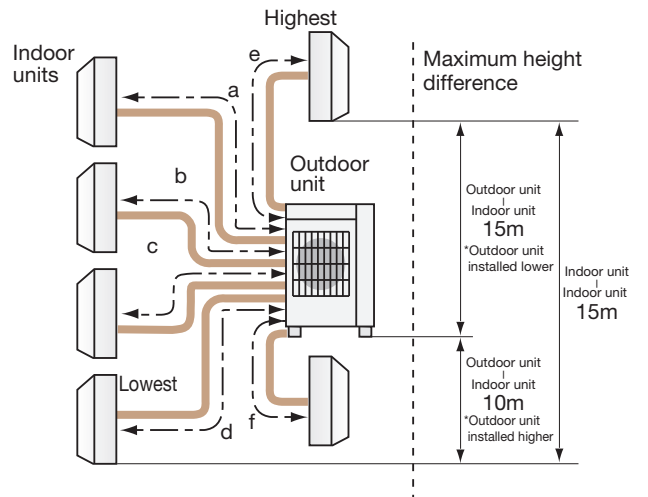 Highest
Indoor
units
Maximum height
difference
e
a
b
c
Outdoor
unit
Outdoor unit
Indoor unit
15m
*Outdoor unit
installed lower
Indoor unit
Indoor unit
15m
Outdoor unit
Indoor unit
10m
*Outdoor unit
installed higher
Lowest
d
f